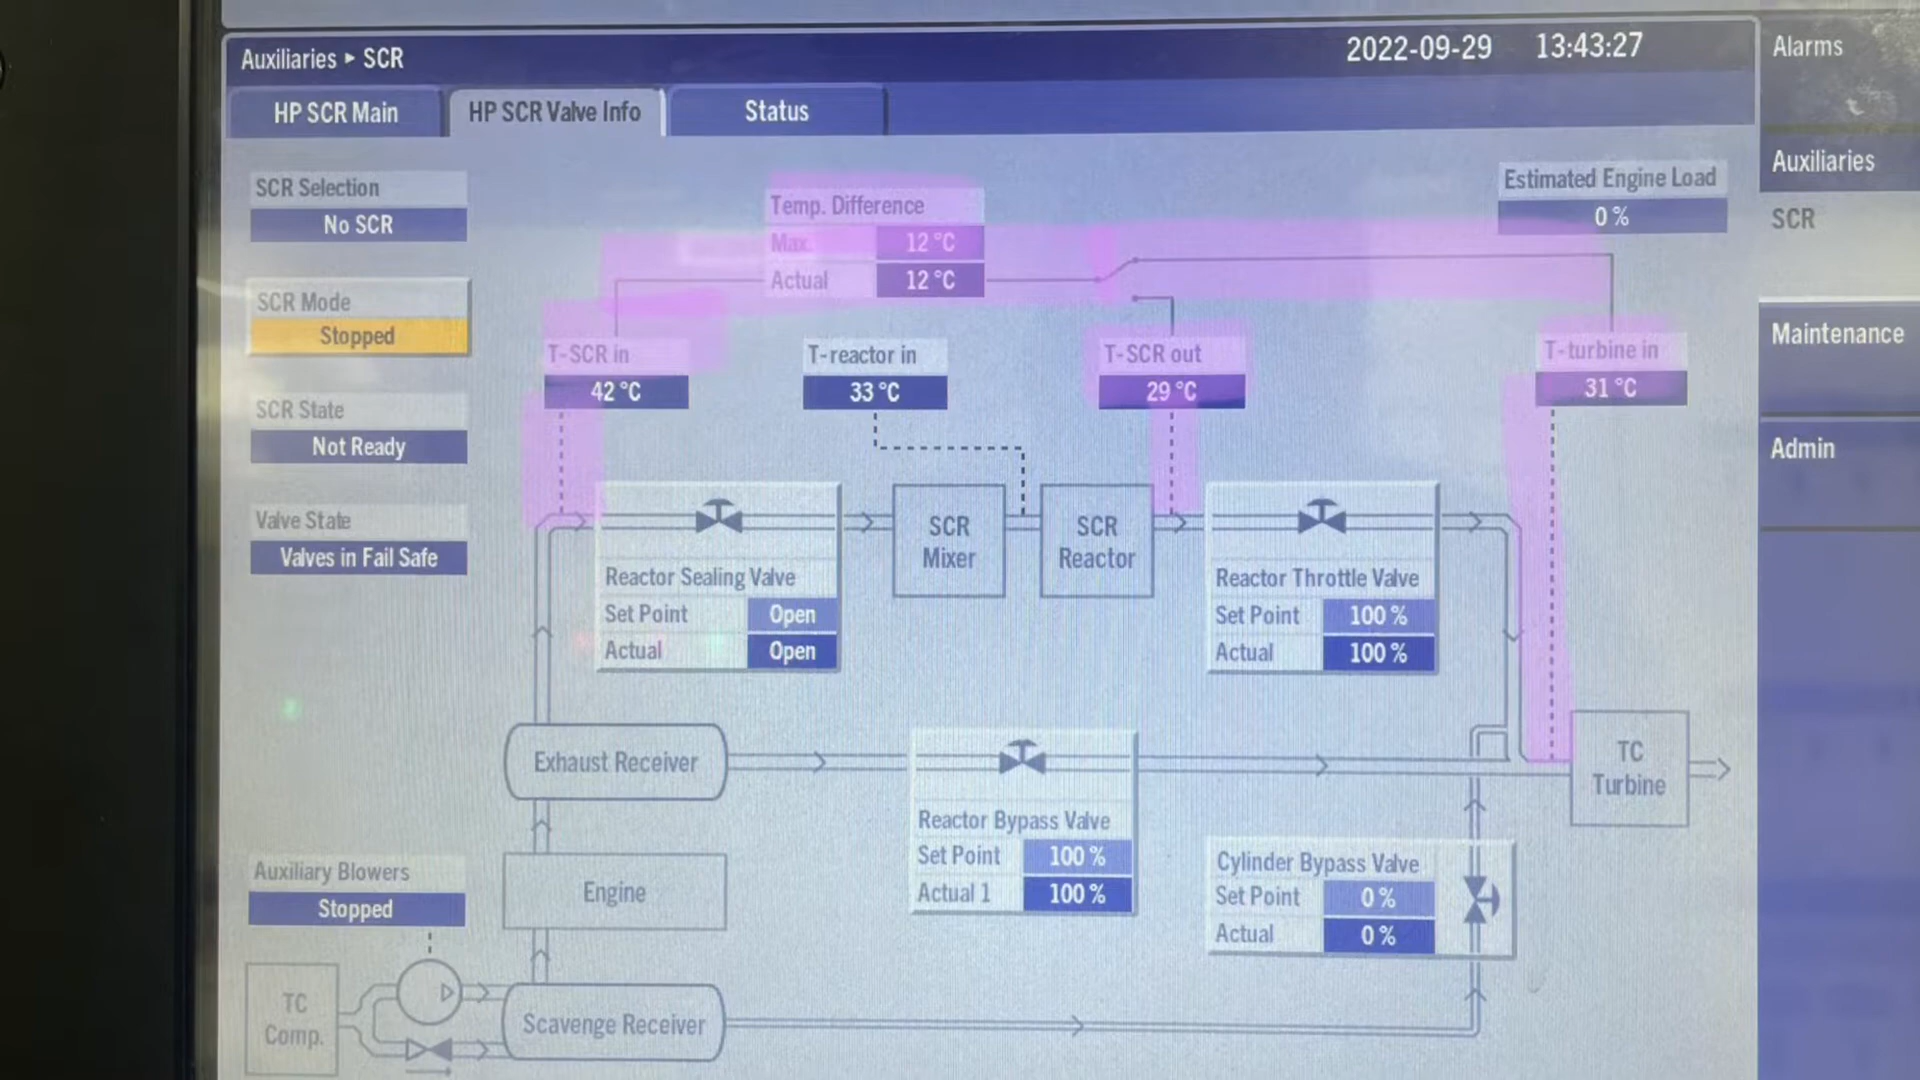 Auxiliaries ▸ SCR
2022-09-29 13:43:27
Alarms
HP SCR Main
HP SCR Valve Info
Status
Auxiliaries
SCR
Maintenance
Admin
SCR Selection
No SCR
SCR Mode
Stopped
SCR State
Not Ready
Valve State
Valves in Fail Safe
Temp. Difference
Max. 12 °C
Actual 12 °C
Estimated Engine Load
0 %
T-SCR in
42 °C
T-reactor in
33 °C
T-SCR out
29 °C
T-turbine in
31 °C
Reactor Sealing Valve
Set Point Open
Actual Open
SCR
Mixer
SCR
Reactor
Reactor Throttle Valve
Set Point 100 %
Actual 100 %
Exhaust Receiver
Reactor Bypass Valve
Set Point 100 %
Actual 1 100 %
TC
Turbine
Cylinder Bypass Valve
Set Point 0 %
Actual 0 %
Auxiliary Blowers
Stopped
Engine
TC
Comp.
Scavenge Receiver